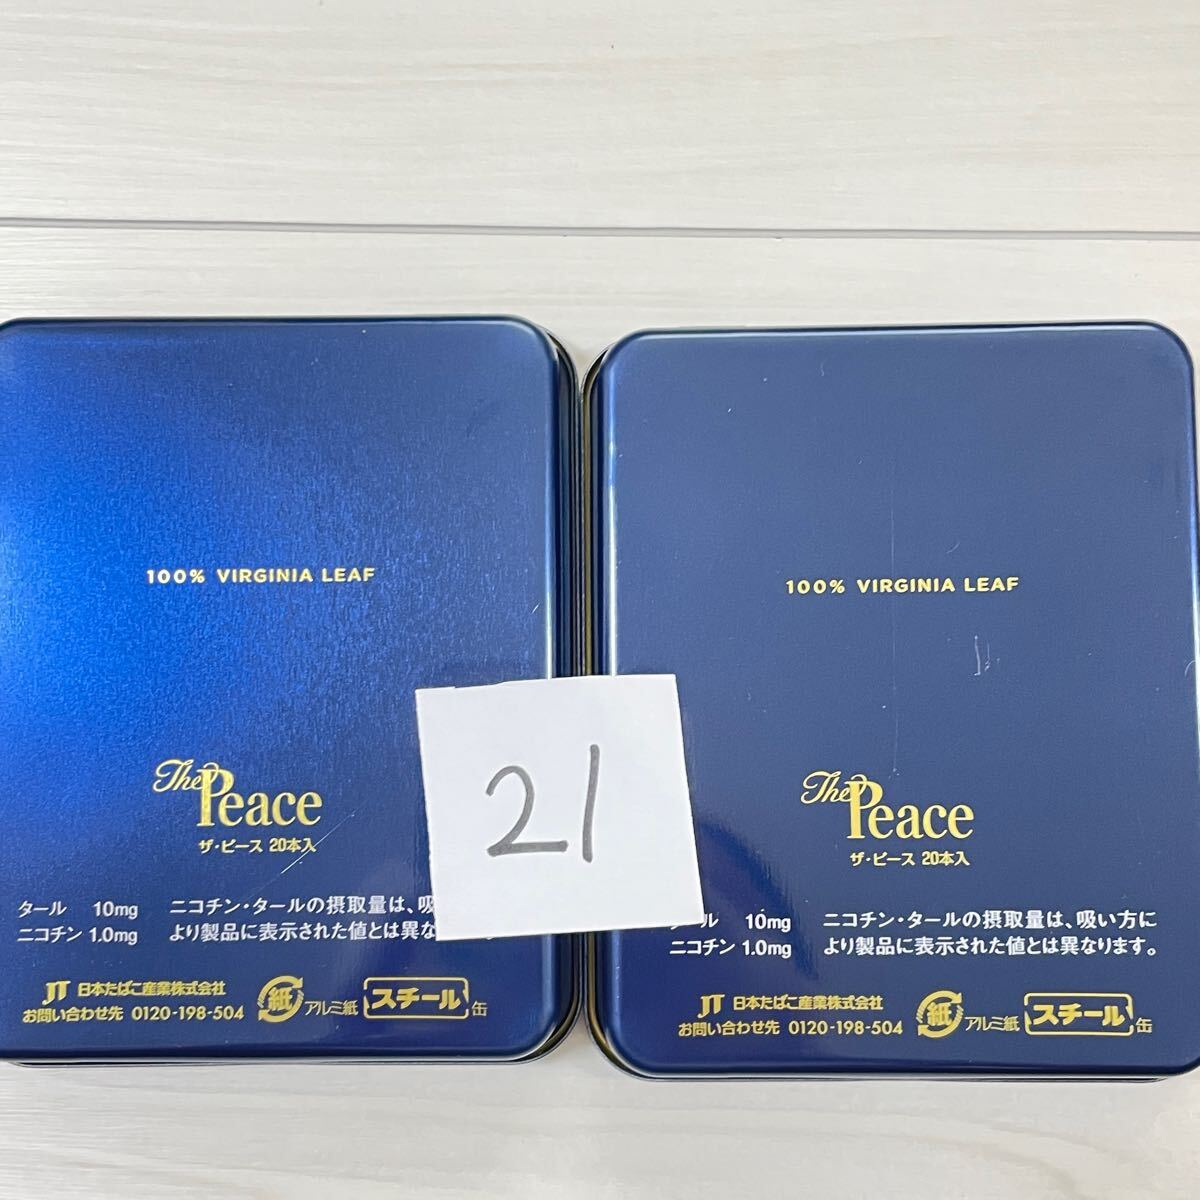 100% VIRGINIA LEAF
The Peace
ザ・ピース 20本入
タール 10mg
ニコチン 1.0mg
ニコチン・タールの摂取量は、吸
より製品に表示された値とは異な
JT 日本たばこ産業株式会社
お問い合わせ先 0120-198-504
紙 アルミ紙 スチール 缶
21
100% VIRGINIA LEAF
The Peace
ザ・ピース 20本入
ール 10mg
ニコチン 1.0mg
ニコチン・タールの摂取量は、吸い方に
より製品に表示された値とは異なります。
JT 日本たばこ産業株式会社
お問い合わせ先 0120-198-504
紙 アルミ紙 スチール 缶